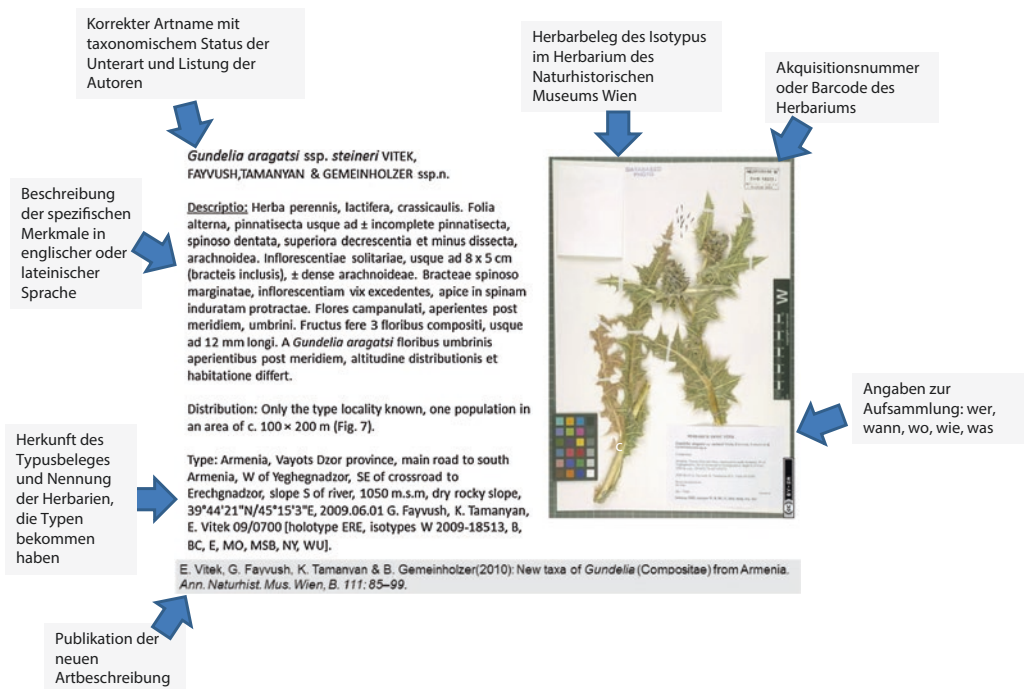 Korrekter Artname mit
taxonomischem Status der
Unterart und Listung der
Autoren
Herbarbeleg des Isotypus
im Herbarium des
Naturhistorischen
Museums Wien
Akquisitionsnummer
oder Barcode des
Herbariums
Gundelia aragatsi ssp. steineri VITEK,
FAYVUSH,TAMANYAN & GEMEINHOLZER ssp.n.
Beschreibung
der spezifischen
Merkmale in
englischer oder
lateinischer
Sprache
Descriptio: Herba perennis, lactifera, crassicaulis. Folia
alterna, pinnatisecta usque ad ± incomplete pinnatisecta,
spinoso dentata, superiora decrescentia et minus dissecta,
arachnoidea. Inflorescentiae solitariae, usque ad 8 x 5 cm
(bracteis inclusis), ± dense arachnoideae. Bracteae spinoso
marginatae, inflorescentiam vix excedentes, apice in spinam
induratam protractae. Flores campanulati, aperientes post
meridiem, umbrini. Fructus fere 3 floribus compositi, usque
ad 12 mm longi. A Gundelia aragatsi floribus umbrinis
aperientibus post meridiem, altitudine distributionis et
habitatione differt.
Distribution: Only the type locality known, one population in
an area of c. 100 × 200 m (Fig. 7).
Herkunft des
Typusbeleges
und Nennung
der Herbarien,
die Typen
bekommen
haben
Type: Armenia, Vayots Dzor province, main road to south
Armenia, W of Yeghegnadzor, SE of crossroad to
Erechgnadzor, slope S of river, 1050 m.s.m, dry rocky slope,
39°44'21"N/45°15'3"E, 2009.06.01 G. Fayvush, K. Tamanyan,
E. Vitek 09/0700 [holotype ERE, isotypes W 2009-18513, B,
BC, E, MO, MSB, NY, WU].
W
C
(cc) BY-SA
Angaben zur
Aufsammlung: wer,
wann, wo, wie, was
E. Vitek, G. Fayvush, K. Tamanyan & B. Gemeinholzer(2010): New taxa of Gundelia (Compositae) from Armenia.
Ann. Naturhist. Mus. Wien, B. 111: 85–99.
Publikation der
neuen
Artbeschreibung